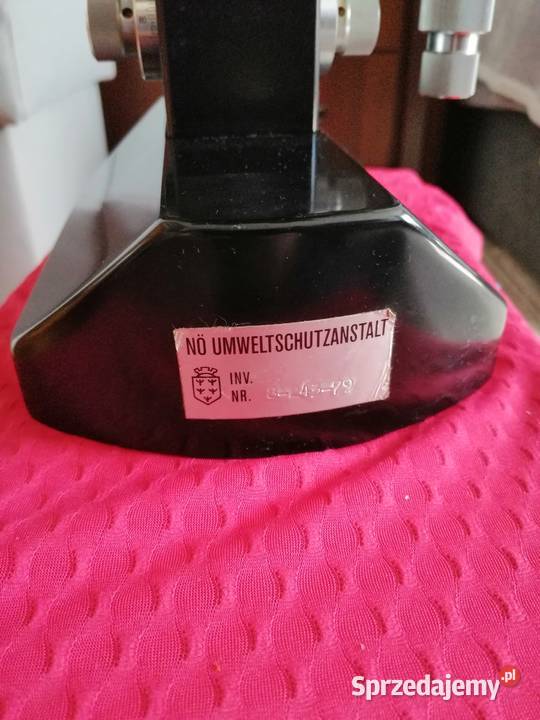 NÖ UMWELTSCHUTZANSTALT
INV.
NR.
Sprzedajemy.pl